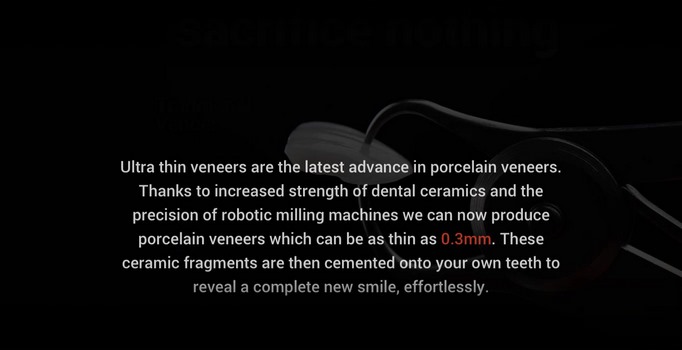 sacrifice nothing
Ultra thin veneers are the latest advance in porcelain veneers.
Thanks to increased strength of dental ceramics and the
precision of robotic milling machines we can now produce
porcelain veneers which can be as thin as 0.3mm. These
ceramic fragments are then cemented onto your own teeth to
reveal a complete new smile, effortlessly.